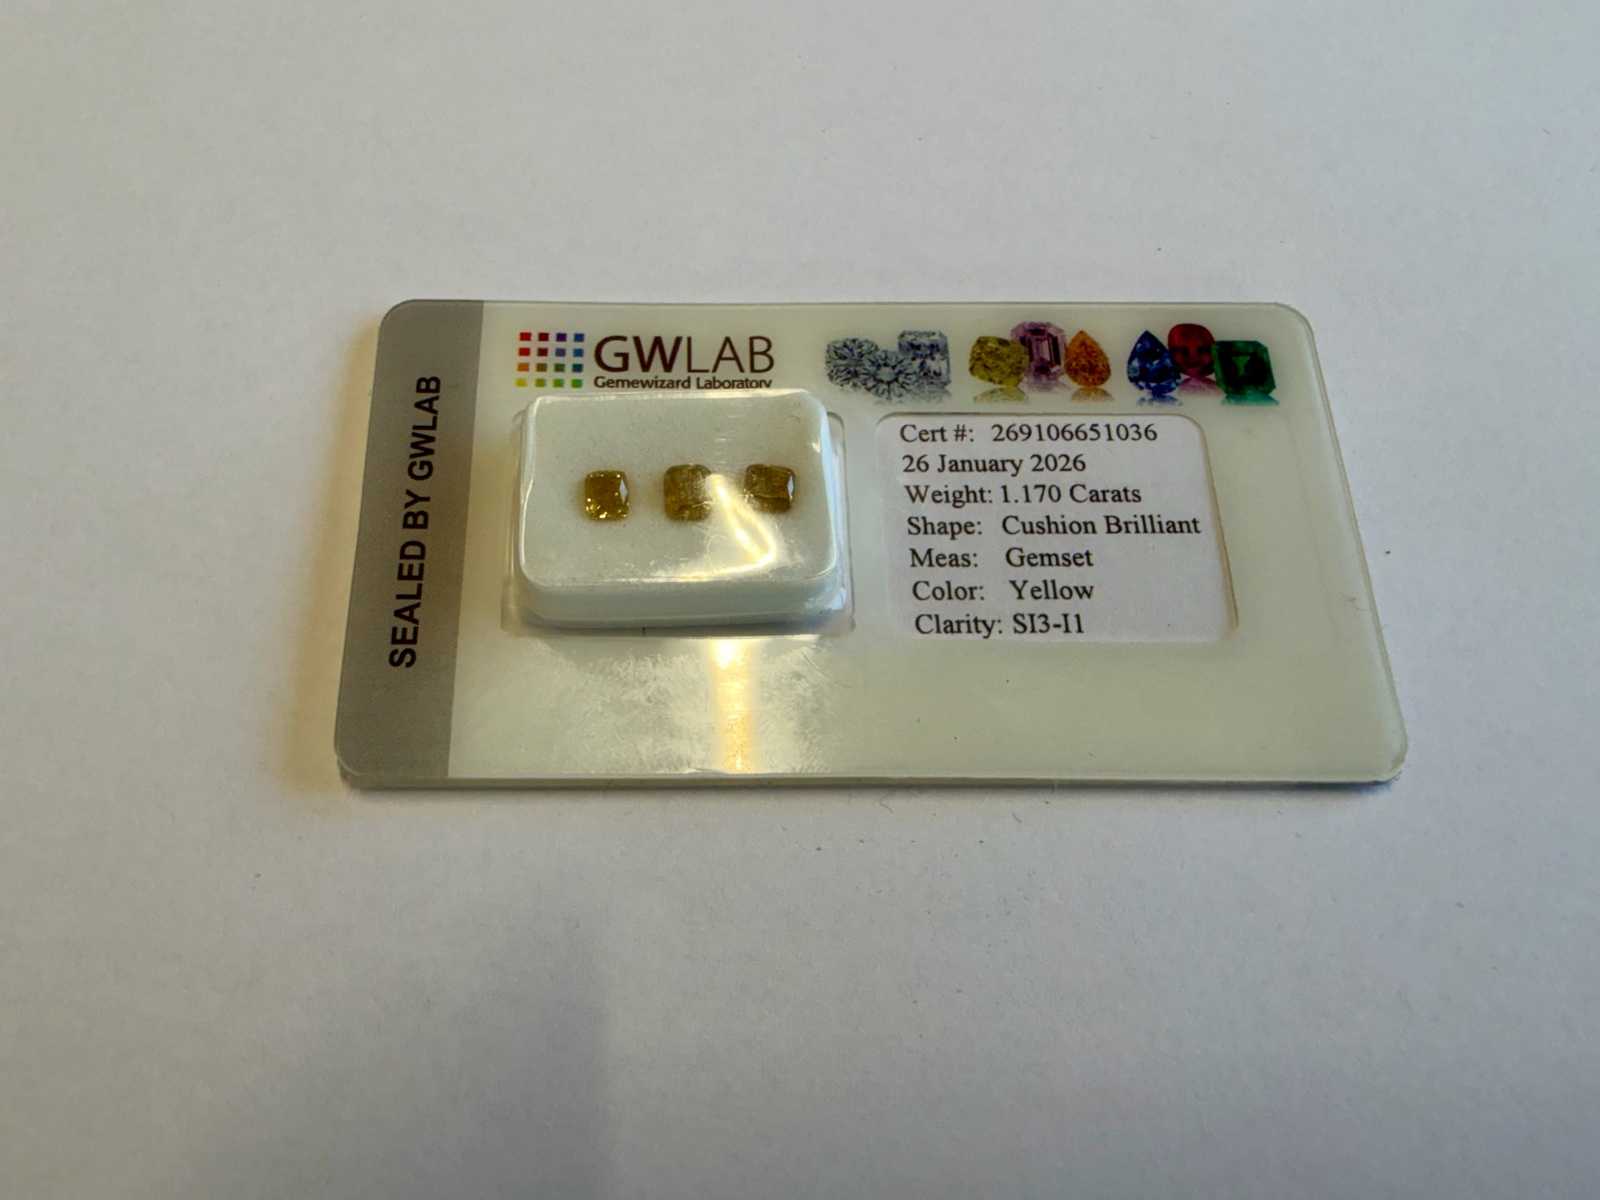 SEALED BY GWLAB
GWLAB
Gemewizard Laboratory
Cert #: 269106651036
26 January 2026
Weight: 1.170 Carats
Shape: Cushion Brilliant
Meas: Gemset
Color: Yellow
Clarity: SI3-I1